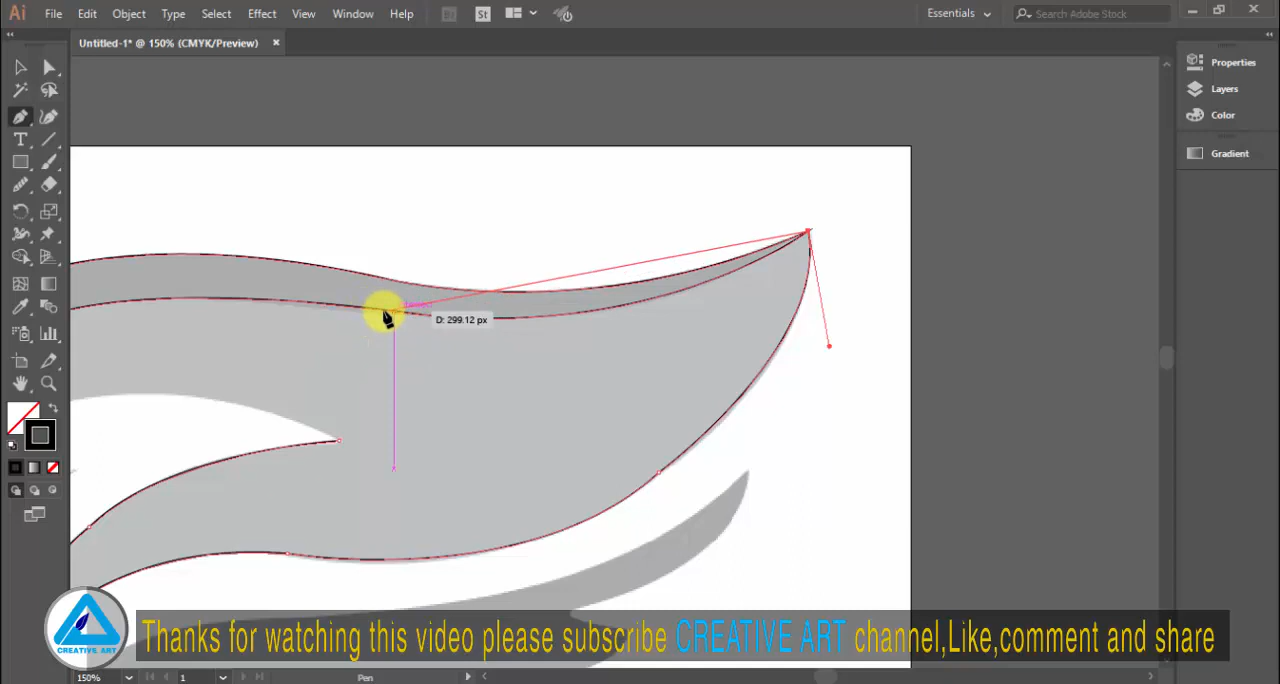 Ai File Edit Object Type Select Effect View Window Help Br St Essentials Search Adobe Stock
Untitled-1* @ 150% (CMYK/Preview)
Properties
Layers
Color
Gradient
D: 299.12 px
Thanks for watching this video please subscribe CREATIVE ART channel,Like,comment and share
CREATIVE ART
150% 1 Pen